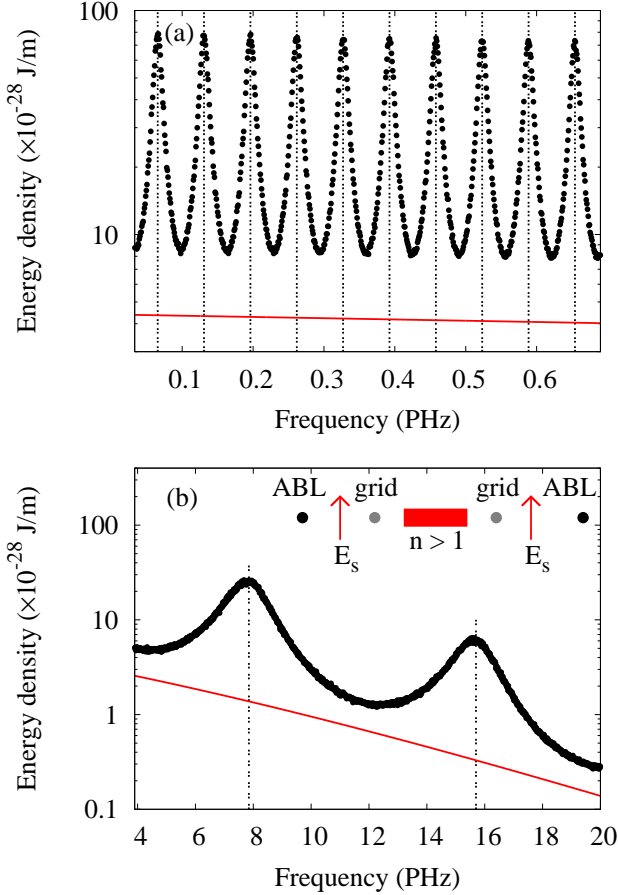 100
(a)
Energy density (×10⁻²⁸ J/m)
10
0.1 0.2 0.3 0.4 0.5 0.6
Frequency (PHz)
(b)
ABL grid grid ABL
100
n > 1
Eₛ Eₛ
Energy density (×10⁻²⁸ J/m)
10
1
0.1
4 6 8 10 12 14 16 18 20
Frequency (PHz)